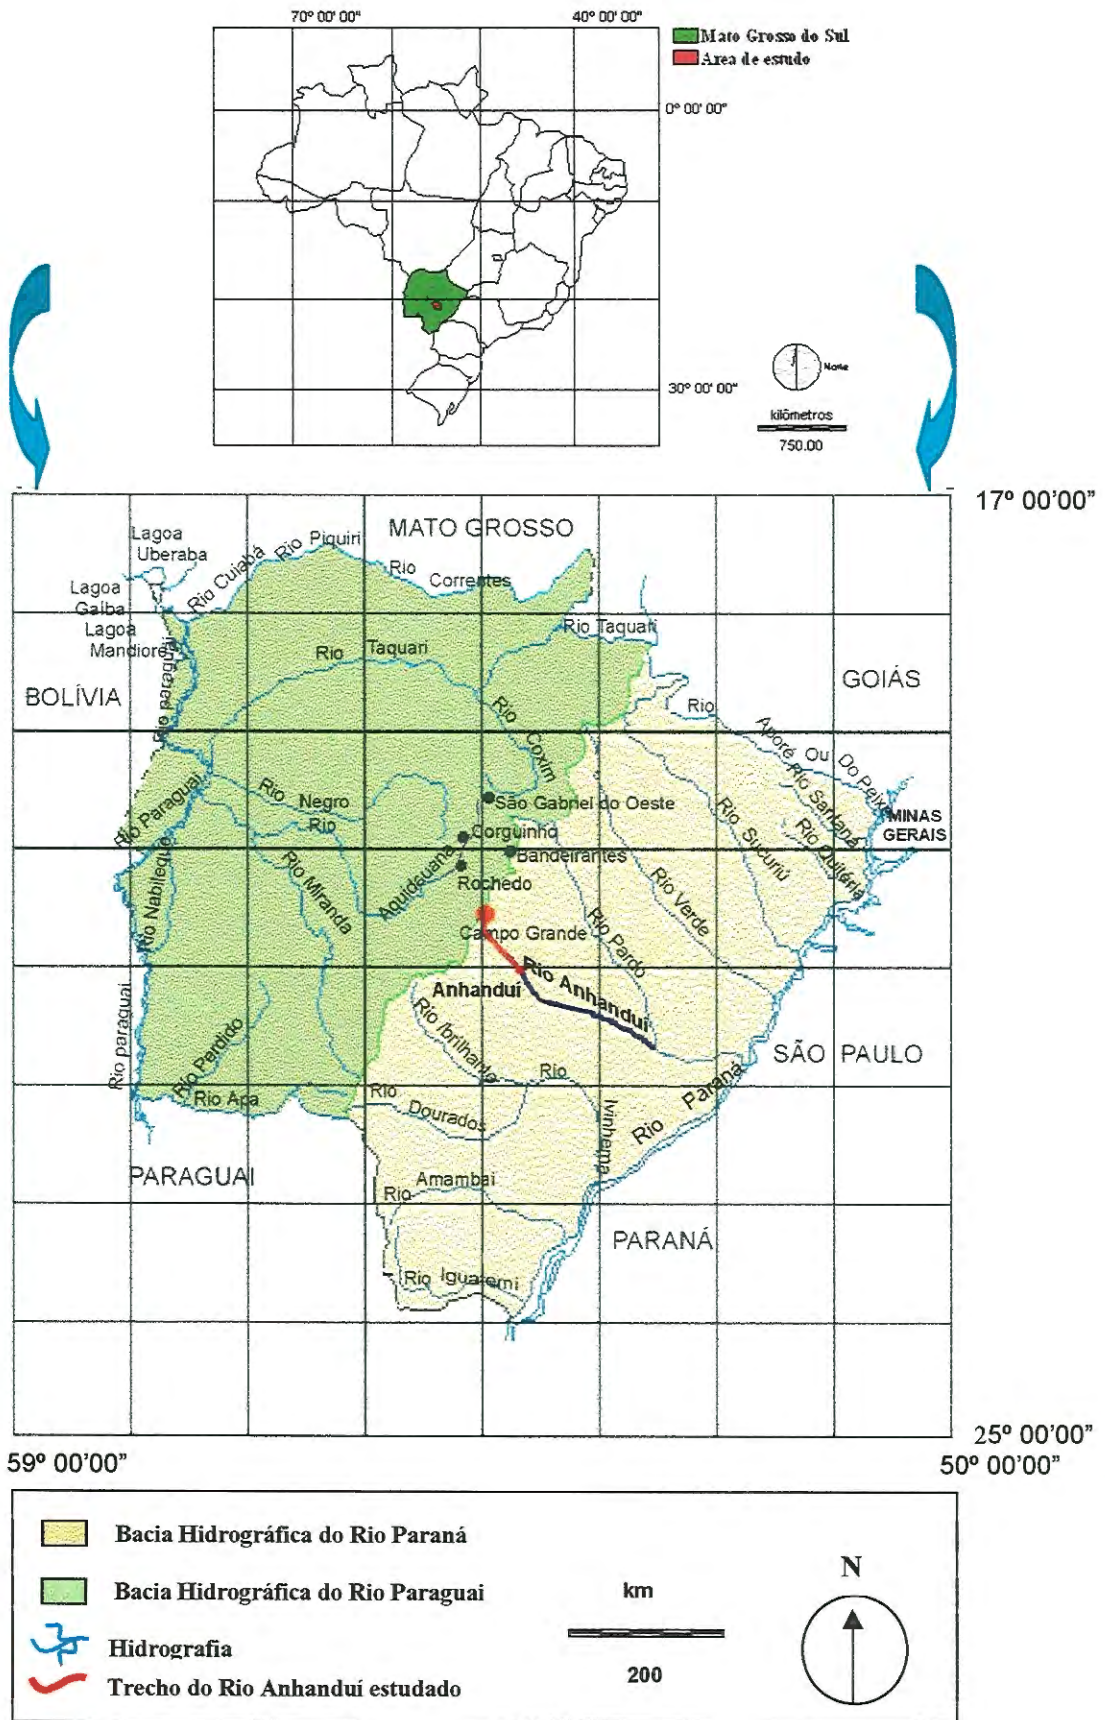 70° 00' 00"
40° 00' 00"
Mato Grosso do Sul
Area de estudo
0° 00' 00"
30° 00' 00"
Norte
kilômetros
750.00
17° 00'00”
MATO GROSSO
Lagoa
Uberaba
Rio Cuiabá
Rio Piquiri
Rio Correntes
Lagoa
Gaiba
Lagoa
Mandiore
Rio Taquari
Rio Taquari
GOIÁS
BOLÍVIA
Rio paraguai
Rio Coxim
Rio Aporé Ou Do Peixe
Rio Santana
MINAS
GERAIS
Rio Quitéria
Rio Sucuriú
São Gabriel do Oeste
Rio Negro
Rio Paraguai
Rio
Corguinho
Bandeirantes
Rochedo
Aquidauana
Rio Miranda
Rio Nabileque
Rio Verde
Rio Pardo
Campo Grande
Rio Anhanduí
Anhanduí
Rio paraguai
Rio Perdido
Rio /brilhante
SÃO PAULO
Rio Paraná
Rio Apa
Rio Dourados
Rio
Ivinhema
PARAGUAI
Rio Amambai
PARANÁ
Rio Iguatemi
25° 00'00”
59° 00'00”
50° 00'00”
Bacia Hidrográfica do Rio Paraná
Bacia Hidrográfica do Rio Paraguai
Hidrografia
Trecho do Rio Anhanduí estudado
km
200
N